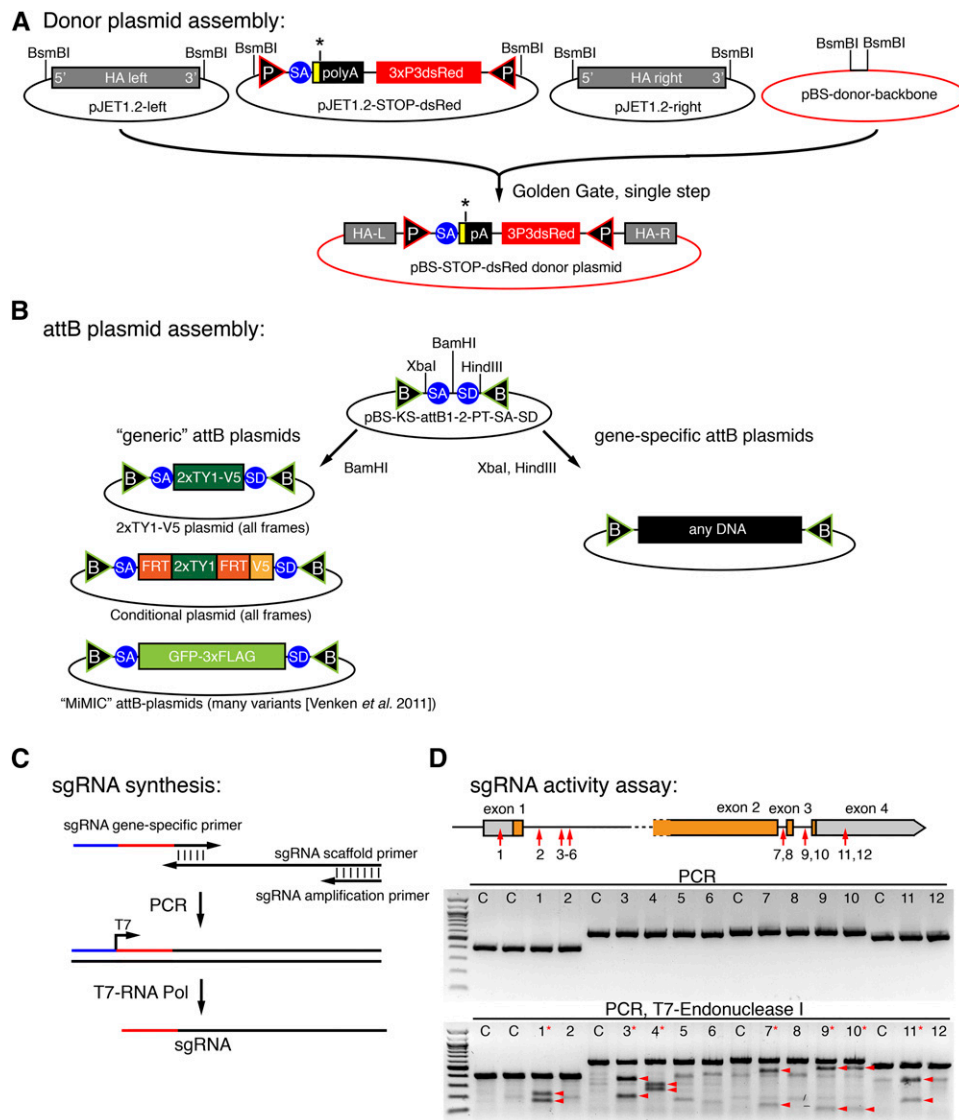 A Donor plasmid assembly:
BsmBI BsmBI * BsmBI BsmBI BsmBI BsmBI BsmBI
5' HA left 3' P SA polyA 3xP3dsRed P 5' HA right 3'
pJET1.2-left pJET1.2-STOP-dsRed pJET1.2-right pBS-donor-backbone
Golden Gate, single step
*
HA-L P SA pA 3P3dsRed P HA-R
pBS-STOP-dsRed donor plasmid
B attB plasmid assembly:
BamHI
XbaI HindIII
B SA SD B
pBS-KS-attB1-2-PT-SA-SD
"generic" attB plasmids gene-specific attB plasmids
BamHI XbaI, HindIII
B SA 2xTY1-V5 SD B
2xTY1-V5 plasmid (all frames)
B any DNA B
B SA FRT 2xTY1 FRT V5 SD B
Conditional plasmid (all frames)
B SA GFP-3xFLAG SD B
"MiMIC" attB-plasmids (many variants [Venken et al. 2011])
C sgRNA synthesis:
sgRNA gene-specific primer
sgRNA scaffold primer
sgRNA amplification primer
PCR
T7
T7-RNA Pol
sgRNA
D sgRNA activity assay:
exon 1 exon 2 exon 3 exon 4
1 2 3-6 7,8 9,10 11,12
PCR
C C 1 2 C 3 4 5 6 C 7 8 9 10 C 11 12
PCR, T7-Endonuclease I
C C 1* 2 C 3* 4* 5 6 C 7* 8 9* 10* C 11* 12